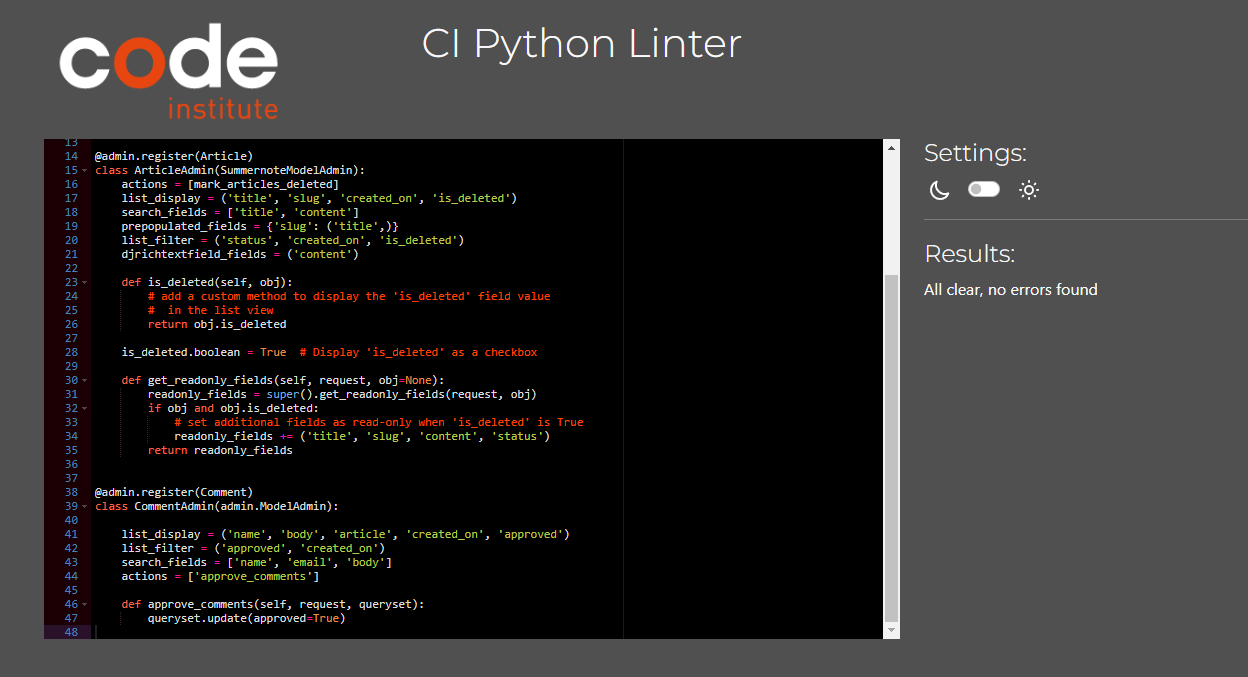 code
institute
CI Python Linter
13
14 @admin.register(Article)
15 class ArticleAdmin(SummernoteModelAdmin):
16     actions = [mark_articles_deleted]
17     list_display = ('title', 'slug', 'created_on', 'is_deleted')
18     search_fields = ['title', 'content']
19     prepopulated_fields = {'slug': ('title',)}
20     list_filter = ('status', 'created_on', 'is_deleted')
21     djrichtextfield_fields = ('content')
22
23     def is_deleted(self, obj):
24         # add a custom method to display the 'is_deleted' field value
25         #  in the list view
26         return obj.is_deleted
27
28     is_deleted.boolean = True  # Display 'is_deleted' as a checkbox
29
30     def get_readonly_fields(self, request, obj=None):
31         readonly_fields = super().get_readonly_fields(request, obj)
32         if obj and obj.is_deleted:
33             # set additional fields as read-only when 'is_deleted' is True
34             readonly_fields += ('title', 'slug', 'content', 'status')
35         return readonly_fields
36
37
38 @admin.register(Comment)
39 class CommentAdmin(admin.ModelAdmin):
40
41     list_display = ('name', 'body', 'article', 'created_on', 'approved')
42     list_filter = ('approved', 'created_on')
43     search_fields = ['name', 'email', 'body']
44     actions = ['approve_comments']
45
46     def approve_comments(self, request, queryset):
47         queryset.update(approved=True)
48
Settings:
Results:
All clear, no errors found